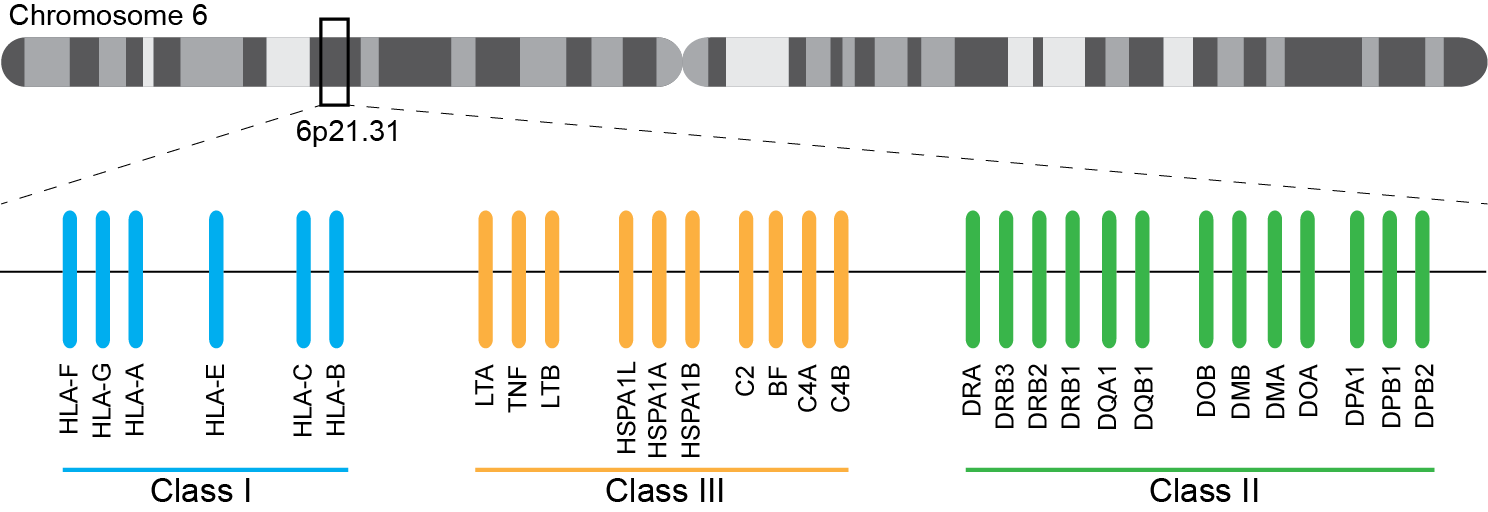 Chromosome 6
6p21.31
HLA-F
HLA-G
HLA-A
HLA-E
HLA-C
HLA-B
LTA
TNF
LTB
HSPA1L
HSPA1A
HSPA1B
C2
BF
C4A
C4B
DRA
DRB3
DRB2
DRB1
DQA1
DQB1
DOB
DMB
DMA
DOA
DPA1
DPB1
DPB2
Class I
Class III
Class II